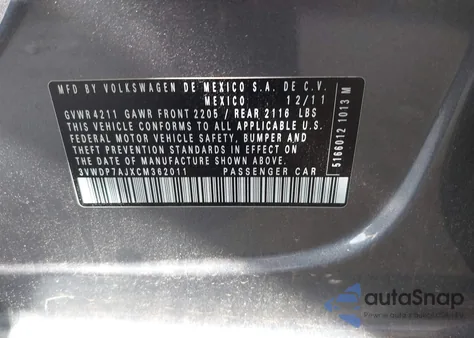 MFD.BY VOLKSWAGEN DE MEXICO S.A. DE C.V.
MEXICO 12/11
GVWR 4211 GAWR FRONT 2205 / REAR 2116 LBS
THIS VEHICLE CONFORMS TO ALL APPLICABLE U.S.
FEDERAL MOTOR VEHICLE SAFETY, BUMPER AND
THEFT PREVENTION STANDARDS IN EFFECT
ON THE DATE OF MANUFACTURE SHOWN ABOVE.
3VWDP7AJXCM362011 PASSENGER CAR
5166012 1013 M
autoSnap